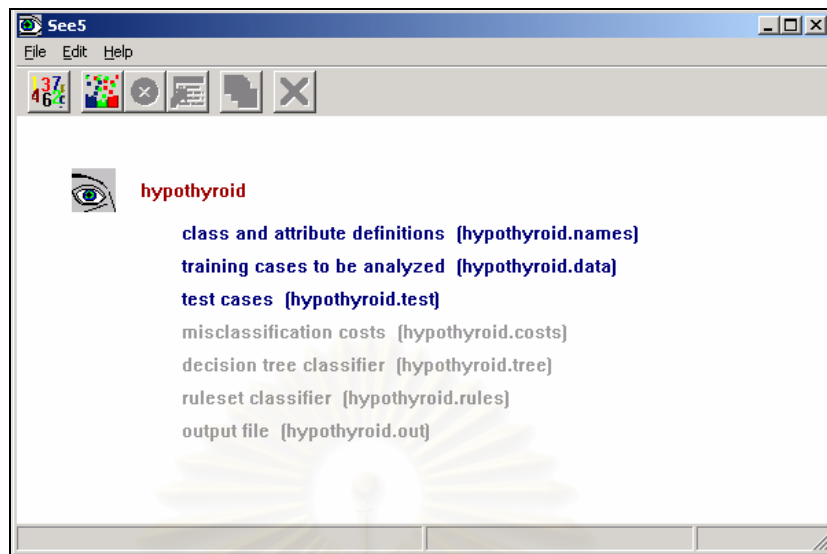 See5
File Edit Help
hypothyroid
class and attribute definitions (hypothyroid.names)
training cases to be analyzed (hypothyroid.data)
test cases (hypothyroid.test)
misclassification costs (hypothyroid.costs)
decision tree classifier (hypothyroid.tree)
ruleset classifier (hypothyroid.rules)
output file (hypothyroid.out)